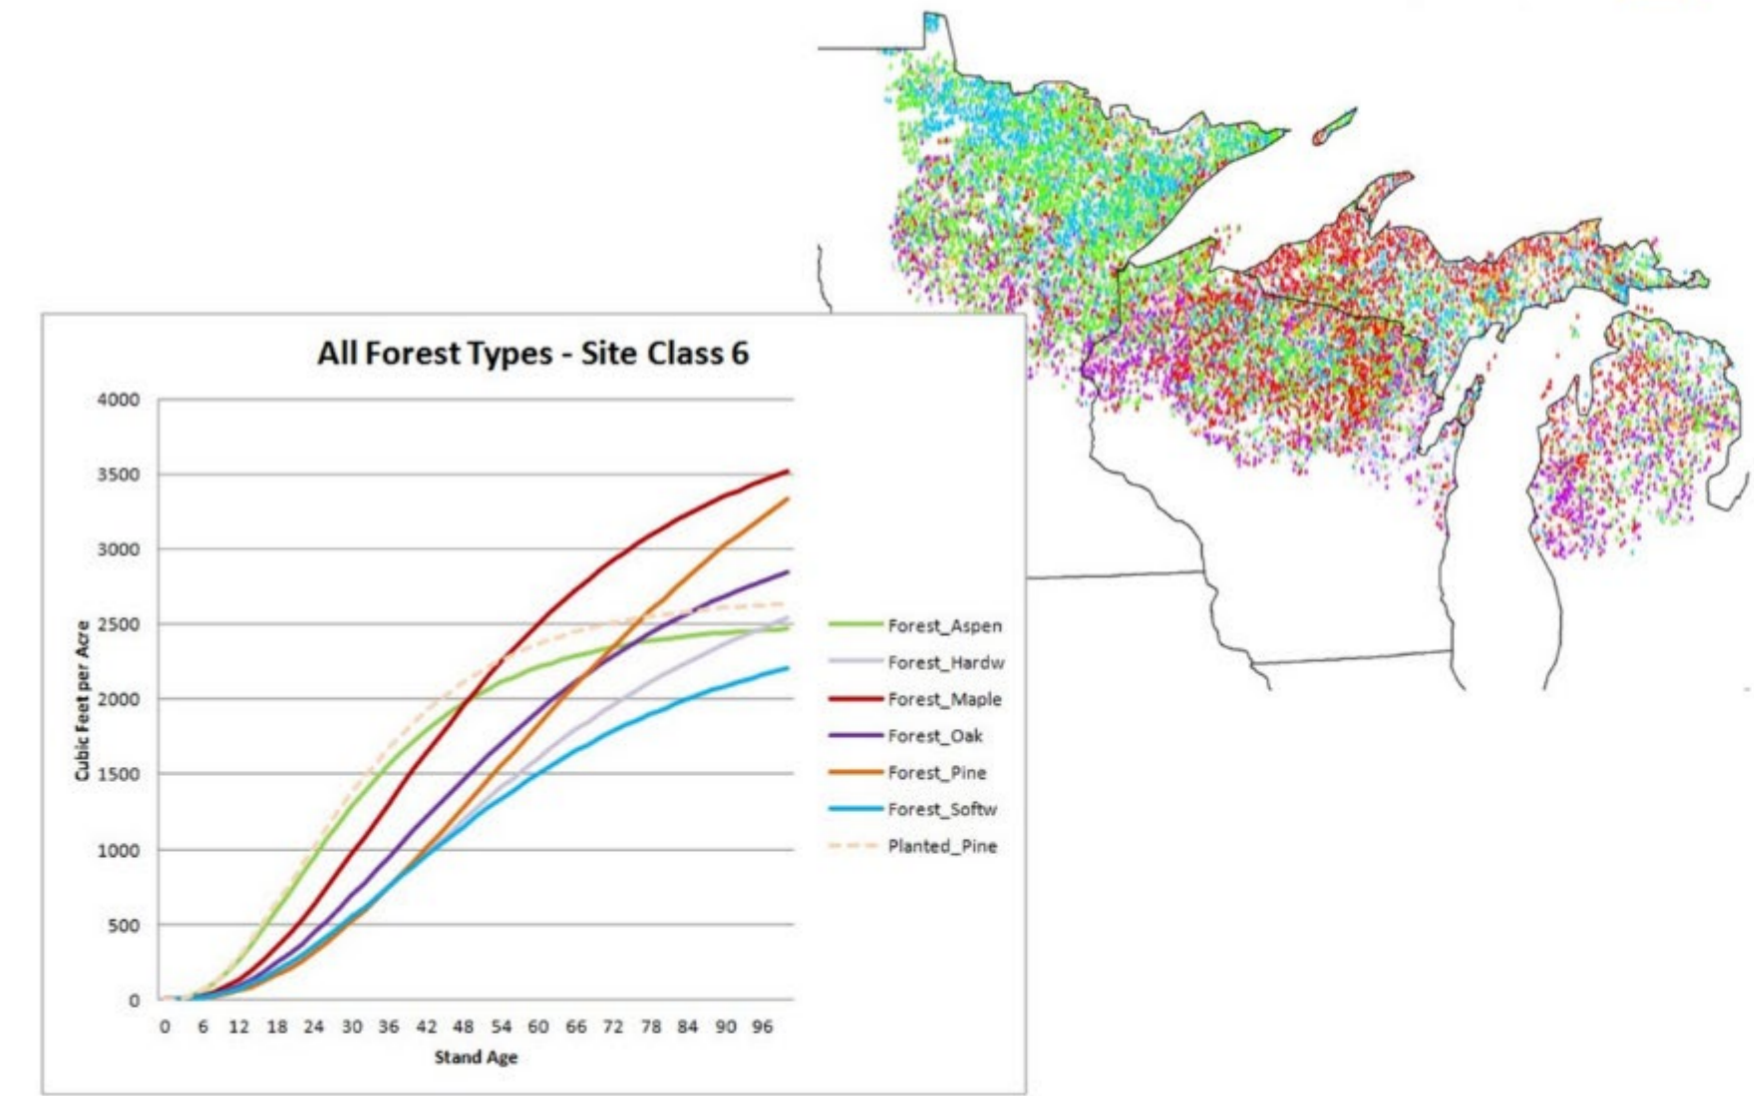 All Forest Types - Site Class 6
4000
3500
3000
2500
2000
1500
1000
500
0
Cubic Feet per Acre
0 6 12 18 24 30 36 42 48 54 60 66 72 78 84 90 96
Stand Age
Forest_Aspen
Forest_Hardw
Forest_Maple
Forest_Oak
Forest_Pine
Forest_Softw
Planted_Pine